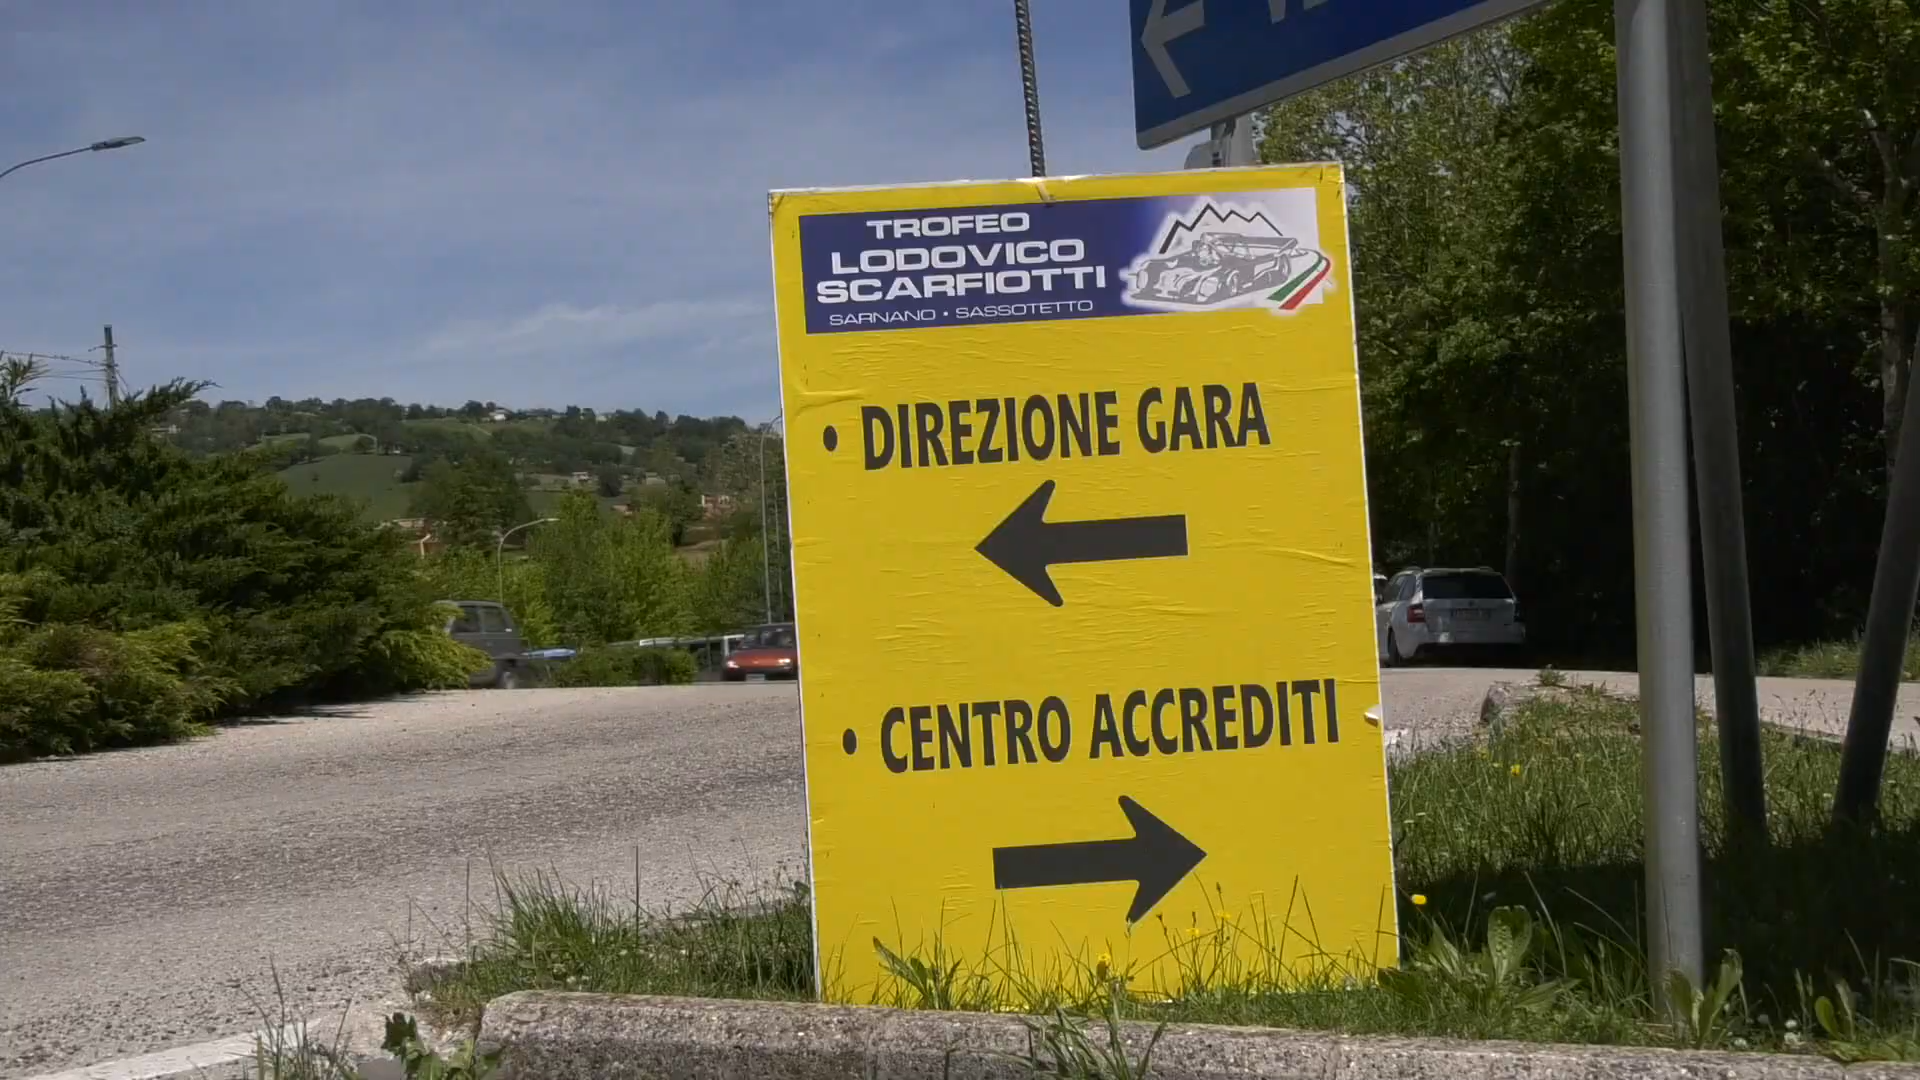 TROFEO
LODOVICO
SCARFIOTTI
SARNANO • SASSOTETTO
• DIREZIONE GARA
• CENTRO ACCREDITI